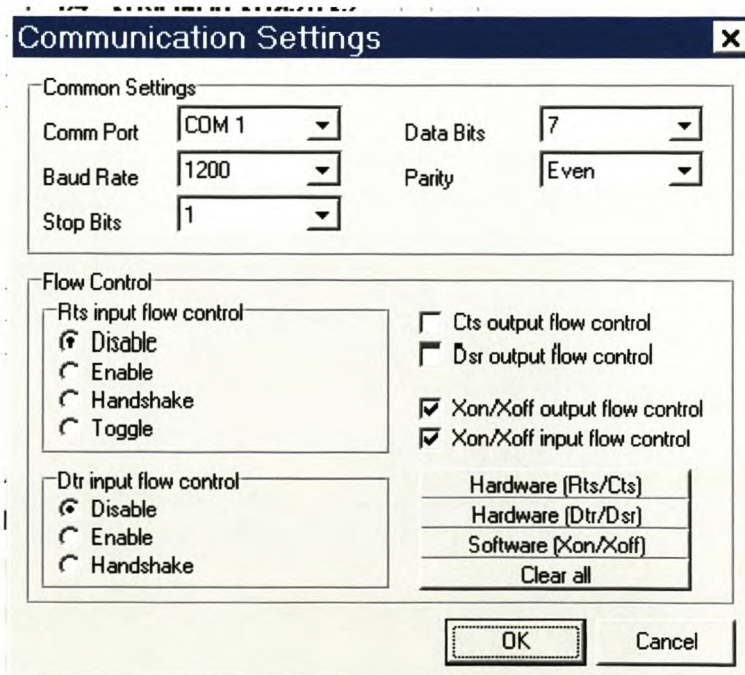 Communication Settings
Common Settings
Comm Port
COM 1
Data Bits
7
Baud Rate
1200
Parity
Even
Stop Bits
1
Flow Control
Rts input flow control
Disable
Enable
Handshake
Toggle
Cts output flow control
Dsr output flow control
Xon/Xoff output flow control
Xon/Xoff input flow control
Dtr input flow control
Disable
Enable
Handshake
Hardware (Rts/Cts)
Hardware (Dtr/Dsr)
Software (Xon/Xoff)
Clear all
OK
Cancel